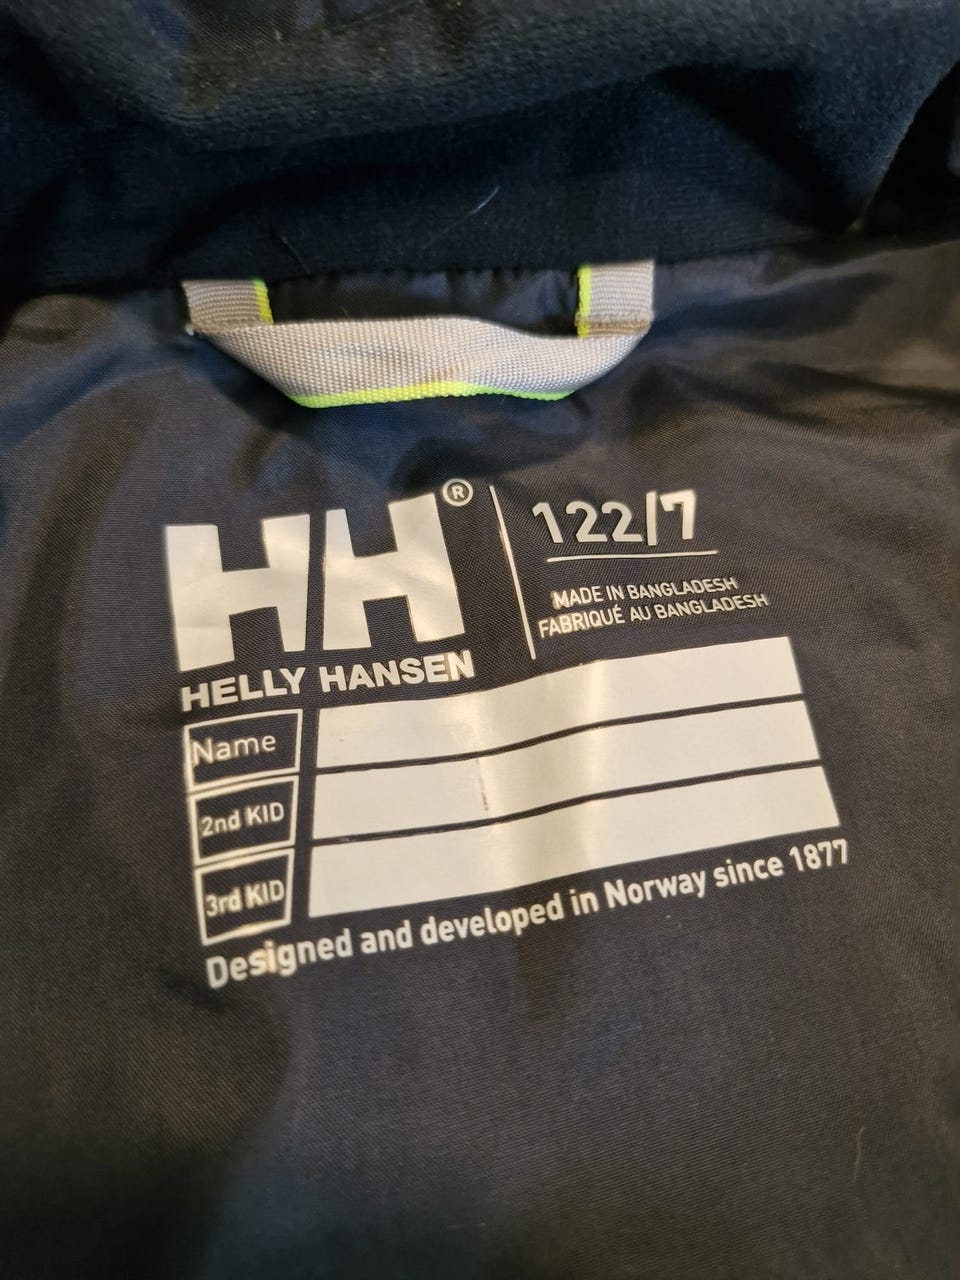 HH®
HELLY HANSEN
122/7
MADE IN BANGLADESH
FABRIQUÉ AU BANGLADESH
Name
2nd KID
3rd KID
Designed and developed in Norway since 1877